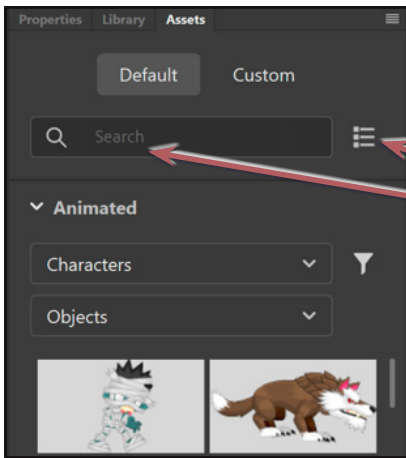 Properties Library Assets
Default Custom
Search
Animated
Characters
Objects